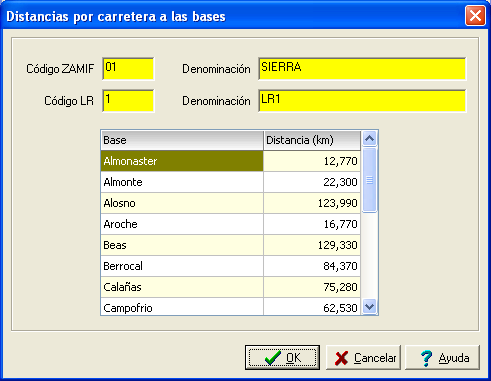 Distancias por carretera a las bases
Código ZAMIF 01 Denominación SIERRA
Código LR 1 Denominación LR1
Base Distancia (km)
Almonaster 12,770
Almonte 22,300
Alosno 123,990
Aroche 16,770
Beas 129,330
Berrocal 84,370
Calañas 75,280
Campofrio 62,530
OK Cancelar Ayuda